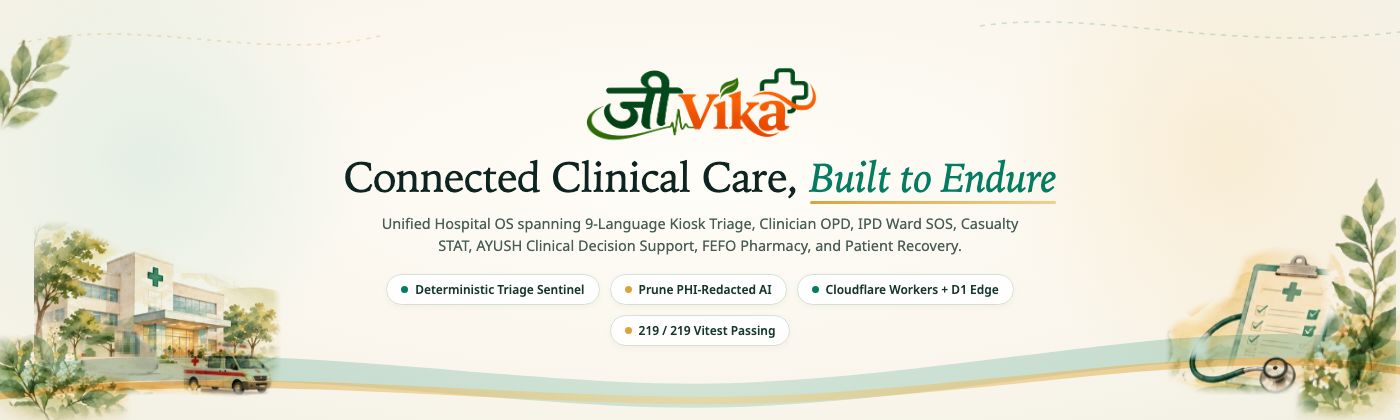 जीvika
Connected Clinical Care, Built to Endure
Unified Hospital OS spanning 9-Language Kiosk Triage, Clinician OPD, IPD Ward SOS, Casualty
STAT, AYUSH Clinical Decision Support, FEFO Pharmacy, and Patient Recovery.
Deterministic Triage Sentinel
Prune PHI-Redacted AI
Cloudflare Workers + D1 Edge
219 / 219 Vitest Passing